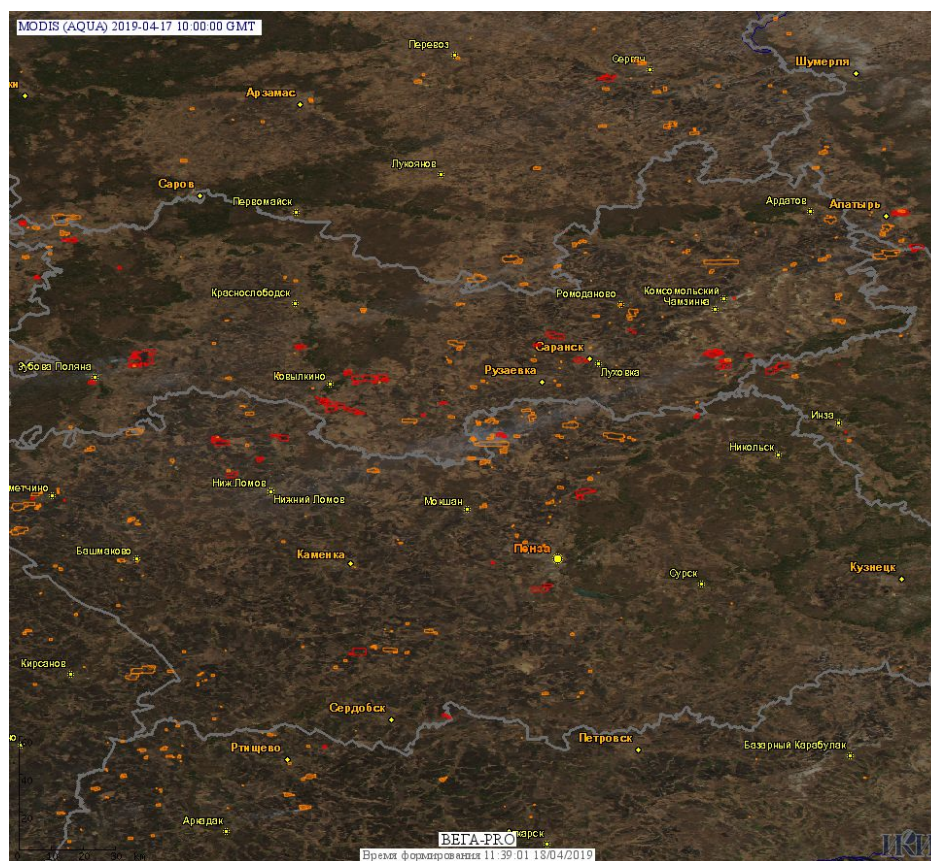 MODIS (AQUA) 2019-04-17 10:00:00 GMT
Перевоз
Сергач
Шумерля
Арзамас
Лукоянов
Саров
Первомайск
Ардатов
Алатырь
Краснослободск
Ромоданово
Комсомольский
Чамзинка
Зубова Поляна
Ковылкино
Саранск
Рузаевка
Луховка
Инза
Никольск
Ниж Ломов
Нижний Ломов
Мокшан
метчино
Башмаково
Каменка
Пенза
Сурск
Кузнецк
Кирсанов
Сердобск
Ртищево
Петровск
Базарный Карабулак
Аркадак
ВЕГА-PRO
Время формирования 11:39:01 18/04/2019
ИКИ